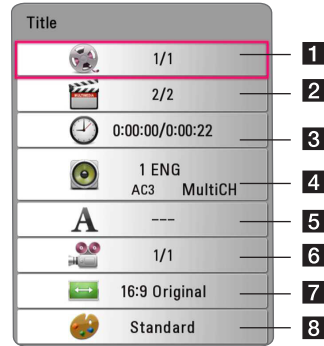 Title
1/1
1
2/2
2
0:00:00/0:00:22
3
1 ENG
AC3 MultiCH
4
A
---
5
1/1
6
16:9 Original
7
Standard
8